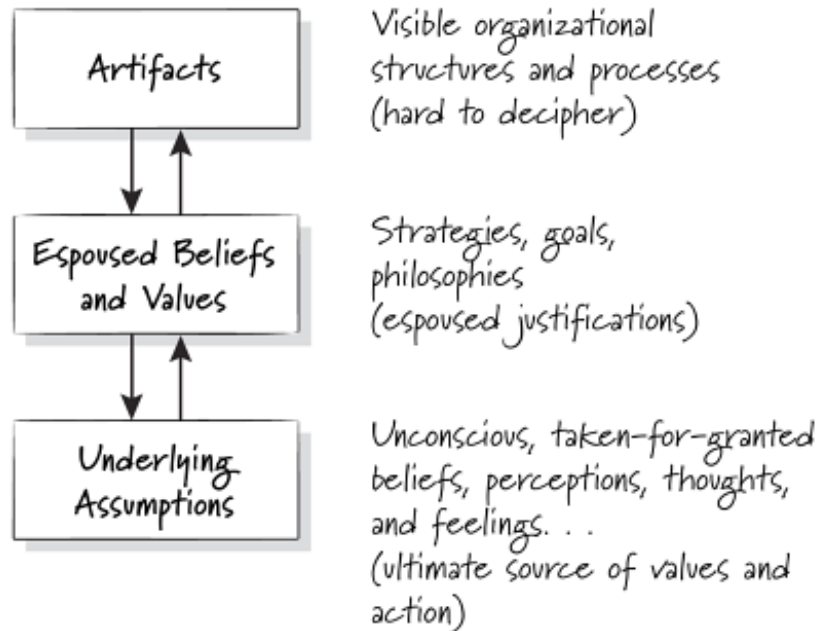 Artifacts
Visible organizational
structures and processes
(hard to decipher)
Espoused Beliefs
and Values
Strategies, goals,
philosophies
(espoused justifications)
Underlying
Assumptions
Unconscious, taken-for-granted
beliefs, perceptions, thoughts,
and feelings. . .
(ultimate source of values and
action)